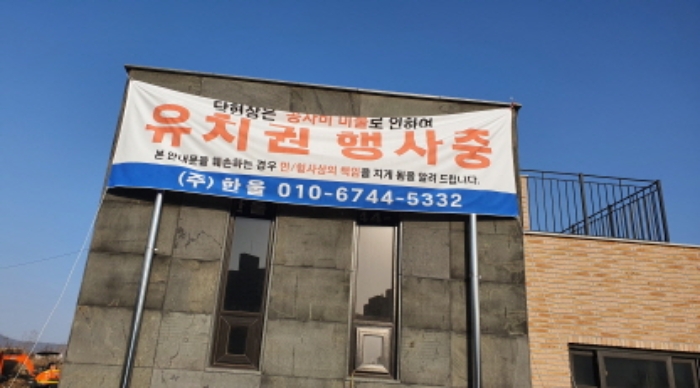 당현장은 공사비 미불로 인하여
유치권 행사중
본 안내문을 훼손하는 경우 민/형사상의 책임을 지게 됨을 알려 드립니다.
(주) 한울 010-6744-5332